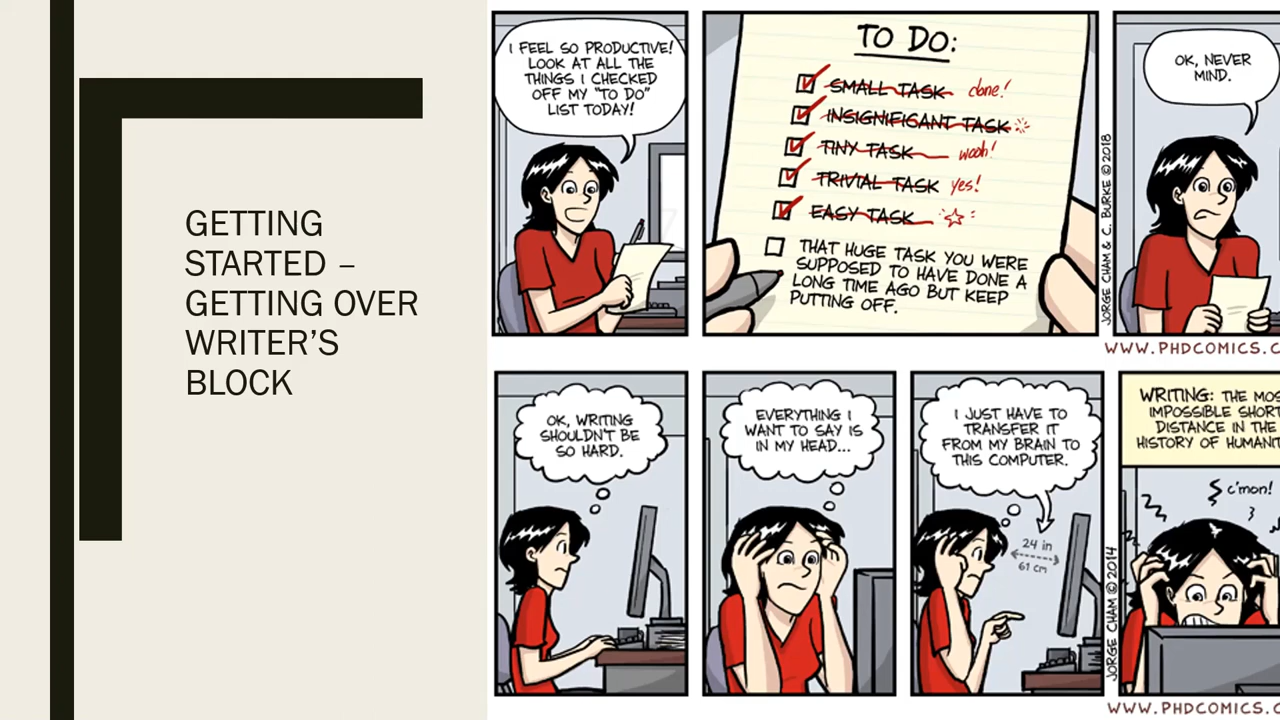 GETTING
STARTED –
GETTING OVER
WRITER'S
BLOCK
I FEEL SO PRODUCTIVE!
LOOK AT ALL THE
THINGS I CHECKED
OFF MY "TO DO"
LIST TODAY!
TO DO:
SMALL TASK done!
INSIGNIFICANT TASK
TINY TASK wooh!
TRIVIAL TASK yes!
EASY TASK
THAT HUGE TASK YOU WERE
SUPPOSED TO HAVE DONE A
LONG TIME AGO BUT KEEP
PUTTING OFF.
JORGE CHAM & C. BURKE © 2018
OK, NEVER
MIND.
WWW.PHDCOMICS.C
OK, WRITING
SHOULDN'T BE
SO HARD.
EVERYTHING I
WANT TO SAY IS
IN MY HEAD...
I JUST HAVE TO
TRANSFER IT
FROM MY BRAIN TO
THIS COMPUTER.
24 in
61 cm
JORGE CHAM © 2014
WRITING: THE MOS
IMPOSSIBLE SHORT
DISTANCE IN THE
HISTORY OF HUMANIT
c'mon!
WWW.PHDCOMICS.C